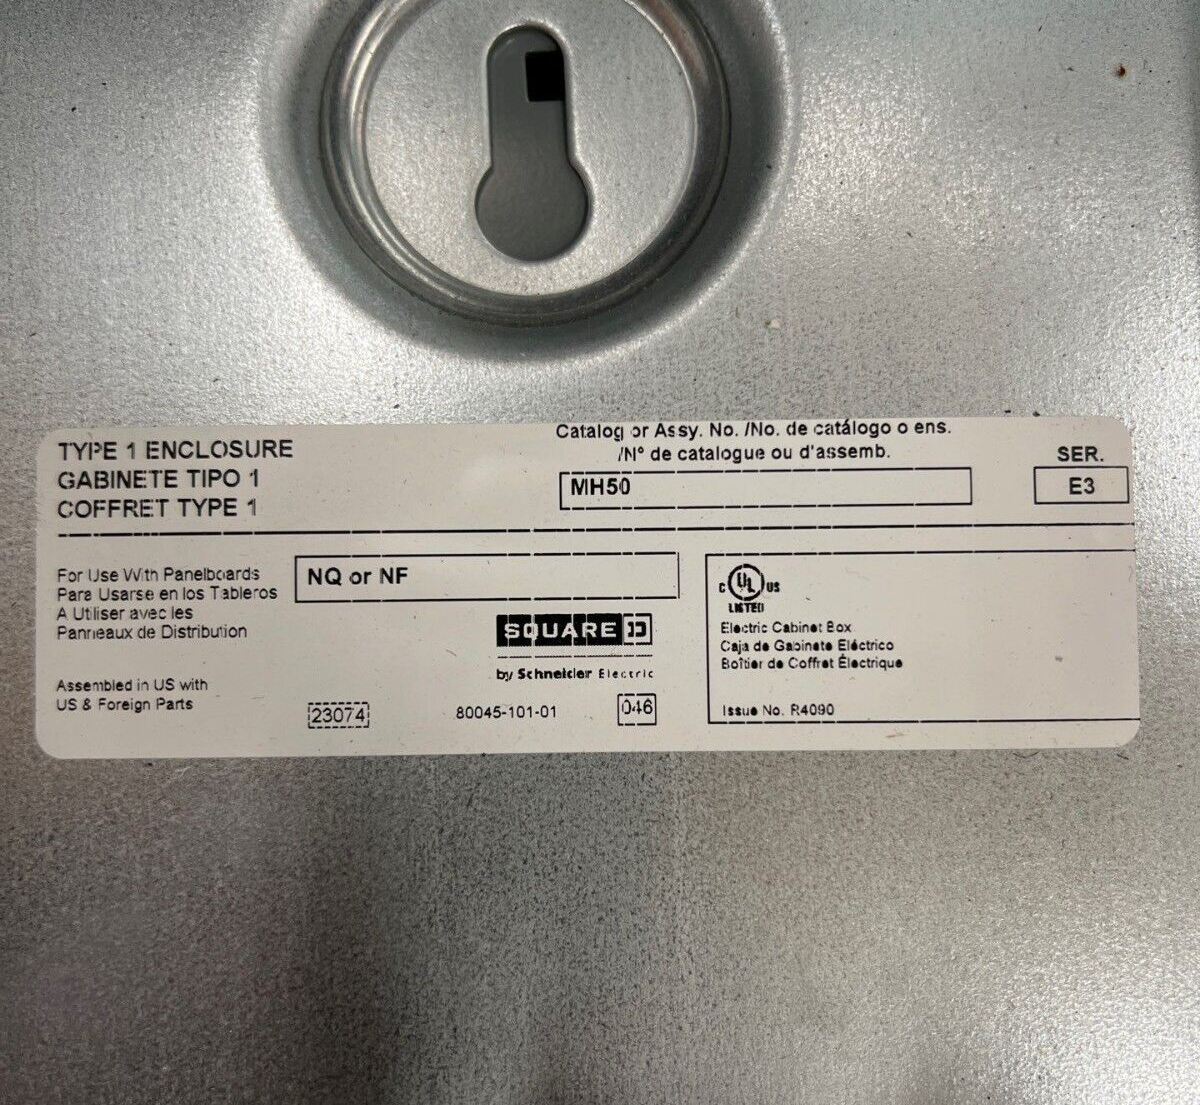 TYPE 1 ENCLOSURE
GABINETE TIPO 1
COFFRET TYPE 1
Catalog or Assy. No. /No. de catálogo o ens.
/Nº de catalogue ou d'assemb.
MH50
SER.
E3
For Use With Panelboards
Para Usarse en los Tableros
A Utiliser avec les
Panneaux de Distribution
NQ or NF
SQUARE D
by Schneider Electric
Assembled in US with
US & Foreign Parts
23074
80045-101-01
046
C UL US
LISTED
Electric Cabinet Box
Caja de Gabinete Eléctrico
Boîtier de Coffret Électrique
Issue No. R4090